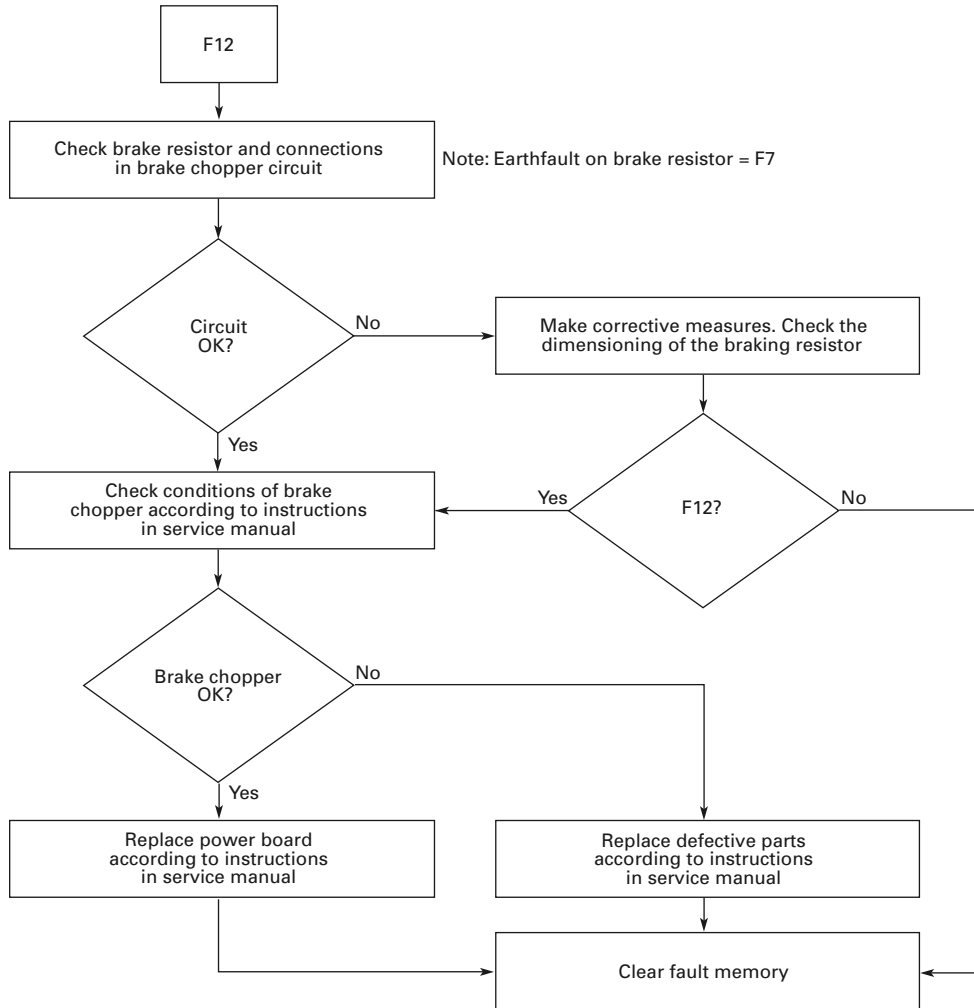 F12
Check brake resistor and connections
in brake chopper circuit
Note: Earthfault on brake resistor = F7
Circuit
OK?
No
Make corrective measures. Check the
dimensioning of the braking resistor
Yes
Check conditions of brake
chopper according to instructions
in service manual
Yes
F12?
No
Brake chopper
OK?
No
Yes
Replace power board
according to instructions
in service manual
Replace defective parts
according to instructions
in service manual
Clear fault memory